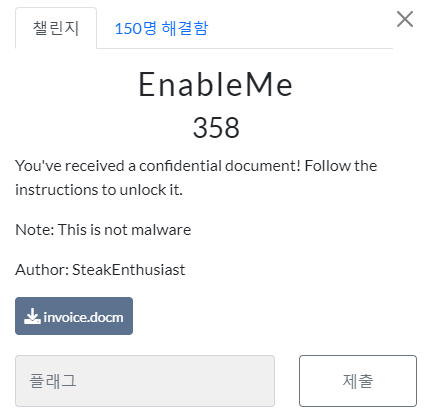 챌린지
150명 해결함
EnableMe
358
You've received a confidential document! Follow the
instructions to unlock it.
Note: This is not malware
Author: SteakEnthusiast
invoice.docm
플래그
제출